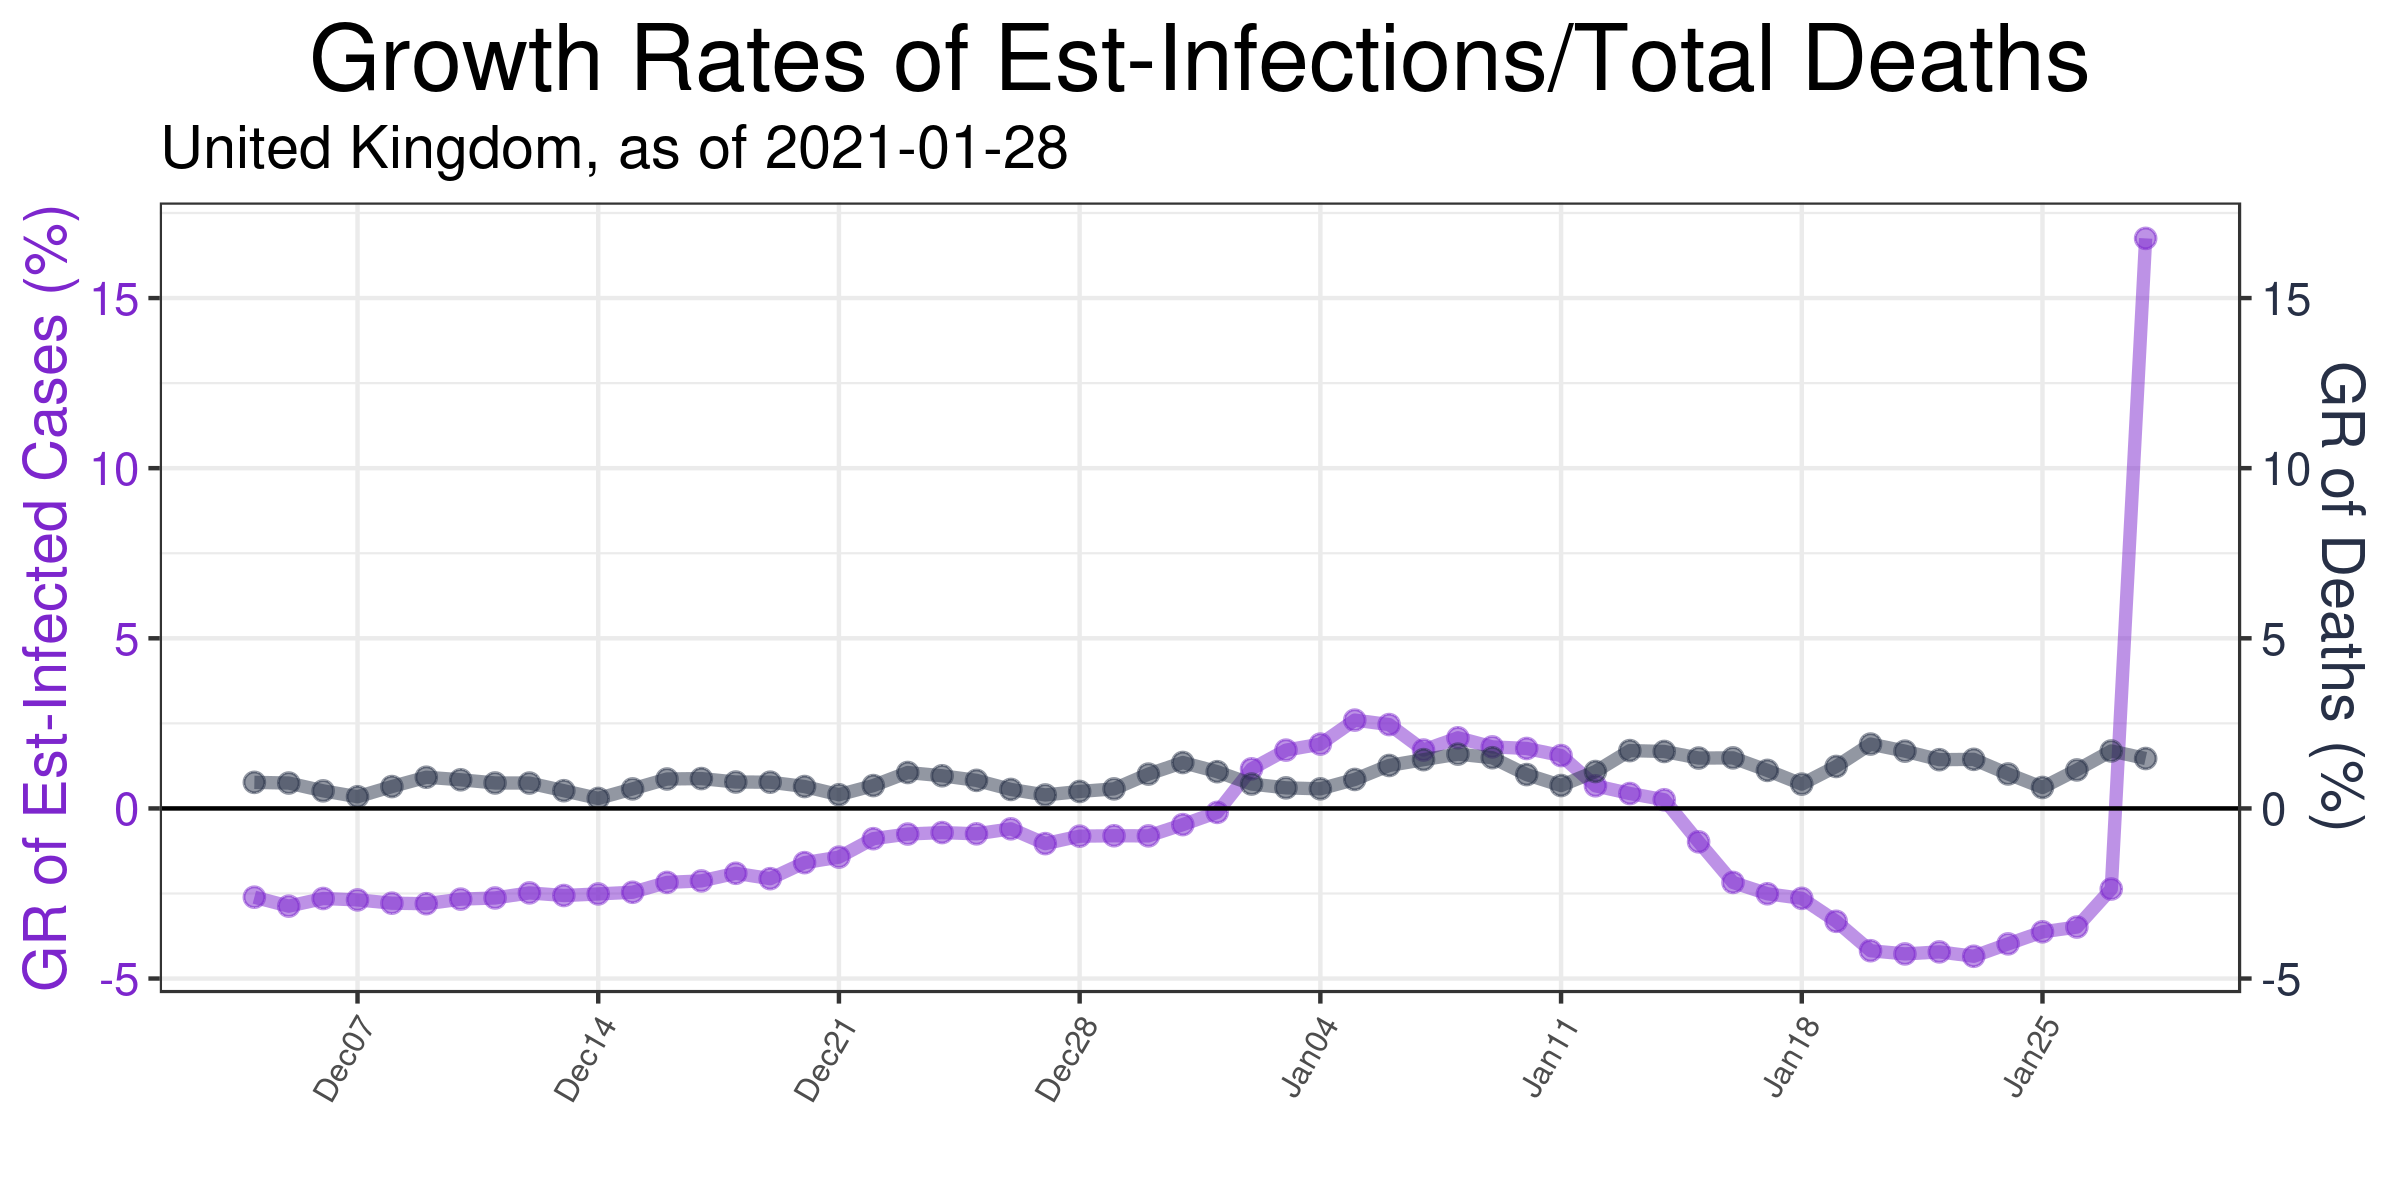 Growth Rates of Est-Infections/Total Deaths
United Kingdom, as of 2021-01-28
GR of Est-Infected Cases (%)
15
10
5
0
-5
15
10
5
0
-5
GR of Deaths (%)
Dec07
Dec14
Dec21
Dec28
Jan04
Jan11
Jan18
Jan25